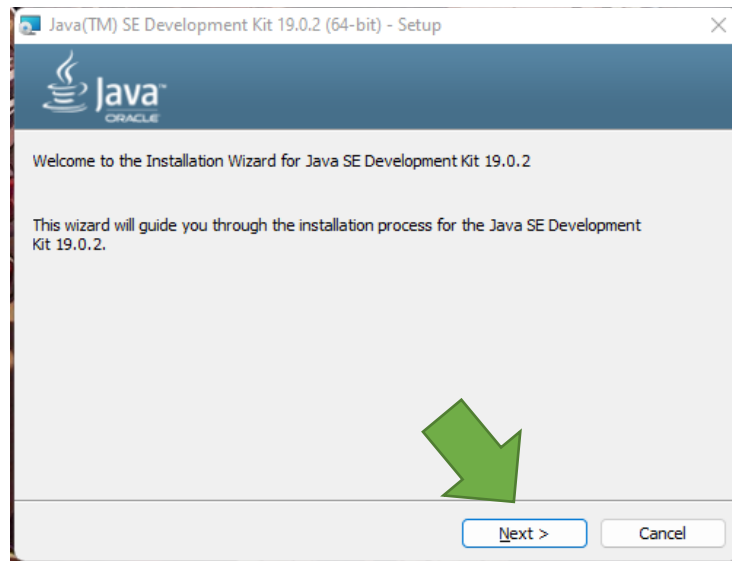 Java(TM) SE Development Kit 19.0.2 (64-bit) - Setup
Java™
ORACLE
Welcome to the Installation Wizard for Java SE Development Kit 19.0.2
This wizard will guide you through the installation process for the Java SE Development
Kit 19.0.2.
Next > Cancel